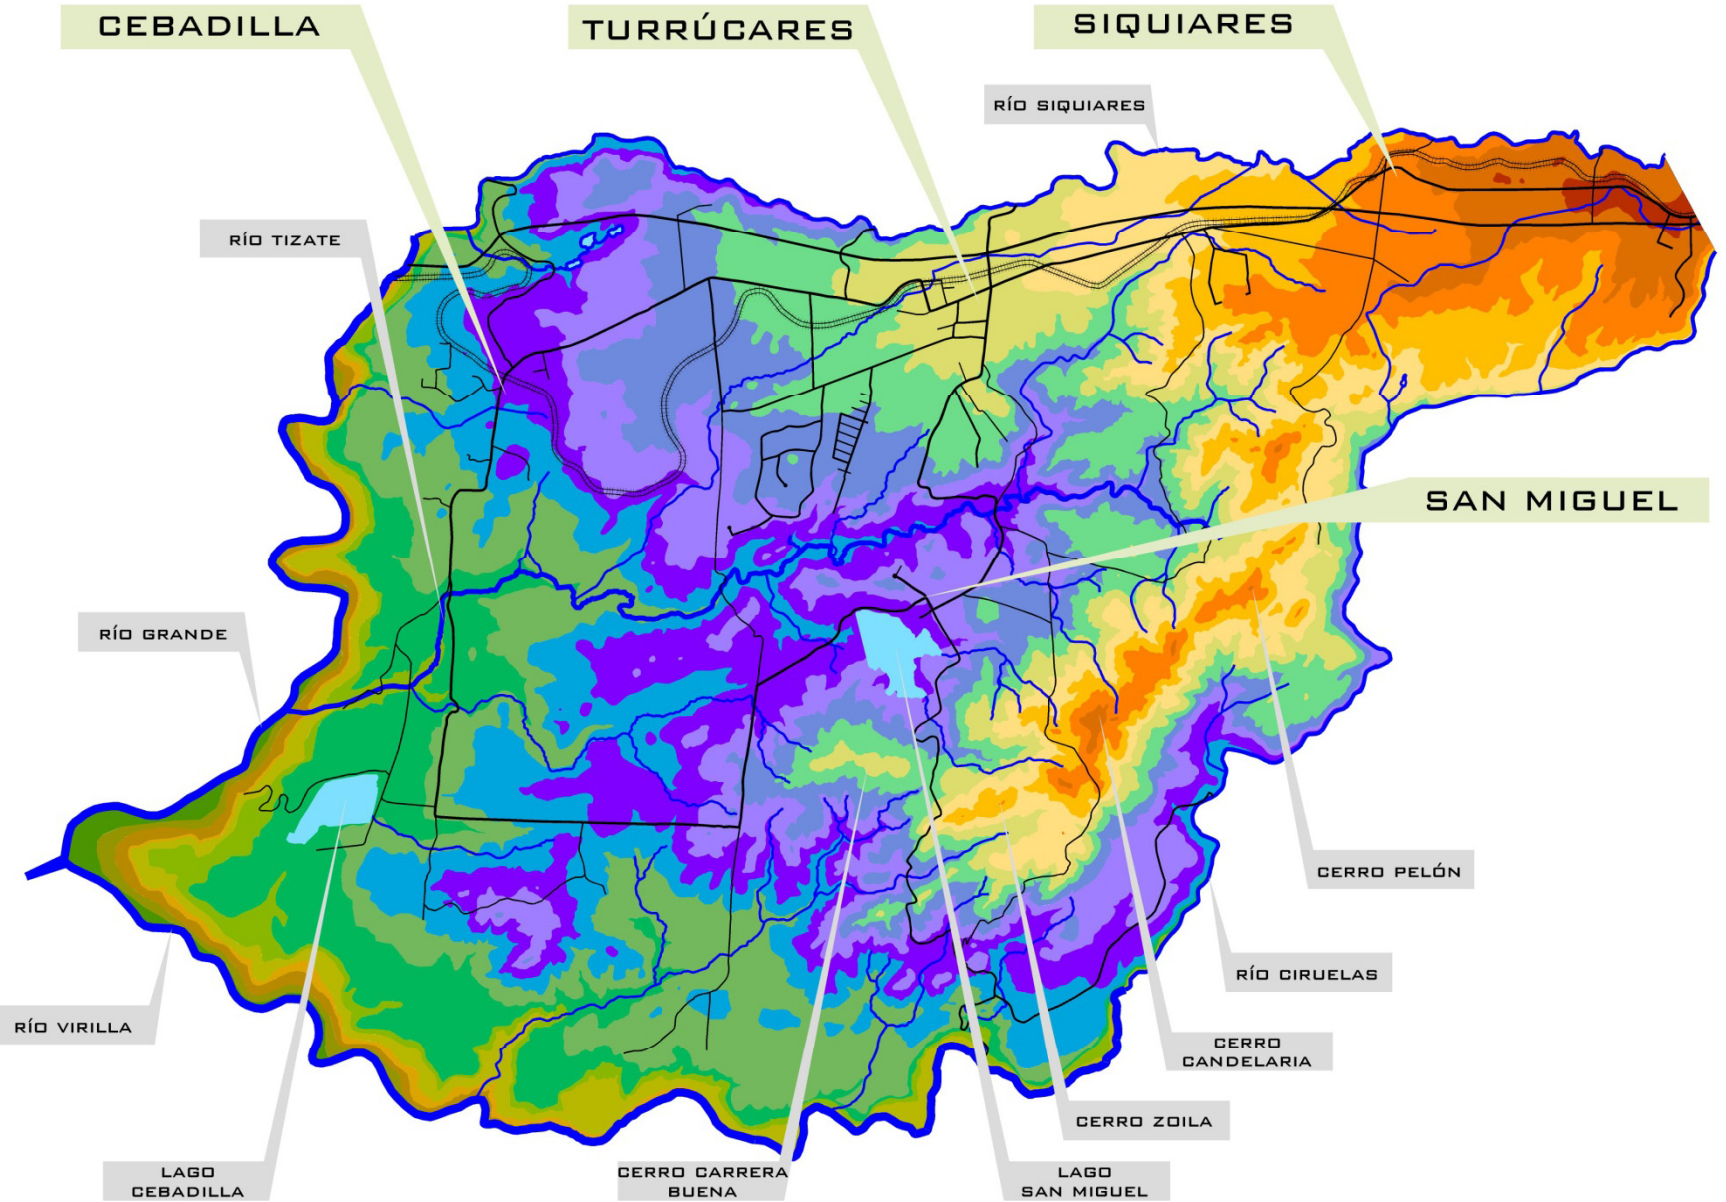 CEBADILLA
TURRÚCARES
SIQUIARES
RÍO SIQUIARES
RÍO TIZATE
SAN MIGUEL
RÍO GRANDE
CERRO PELÓN
RÍO CIRUELAS
RÍO VIRILLA
CERRO
CANDELARIA
CERRO ZOILA
LAGO
CEBADILLA
CERRO CARRERA
BUENA
LAGO
SAN MIGUEL